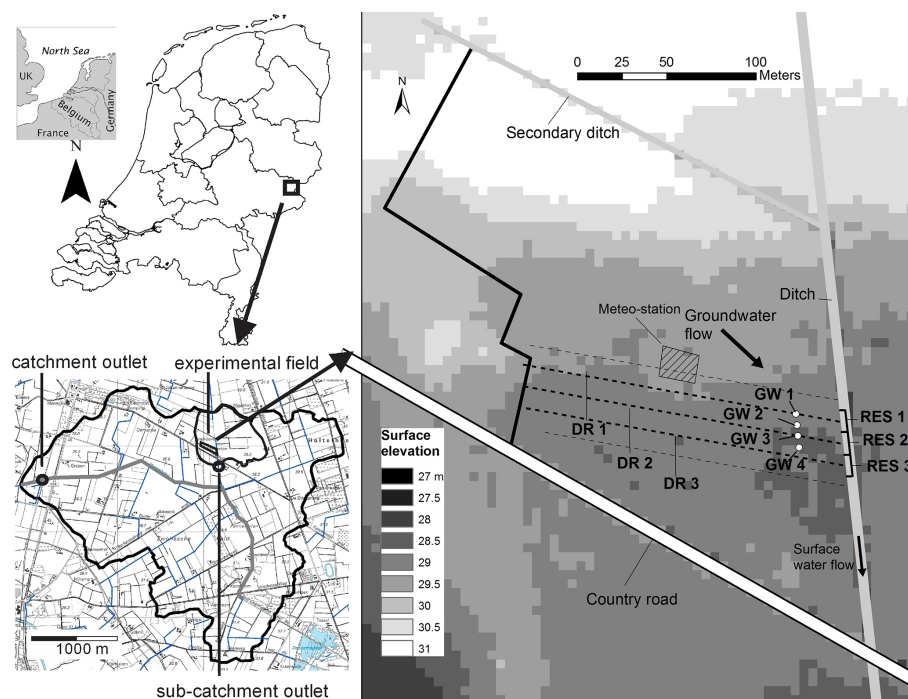 North Sea
UK
Belgium
Germany
France
N
catchment outlet
experimental field
1000 m
sub-catchment outlet
N
0 25 50 100
Meters
Secondary ditch
Ditch
Meteo-station
Groundwater
flow
GW 1
GW 2
GW 3
GW 4
RES 1
RES 2
RES 3
DR 1
DR 2
DR 3
Surface
water flow
Country road
Surface
elevation
27 m
27.5
28
28.5
29
29.5
30
30.5
31